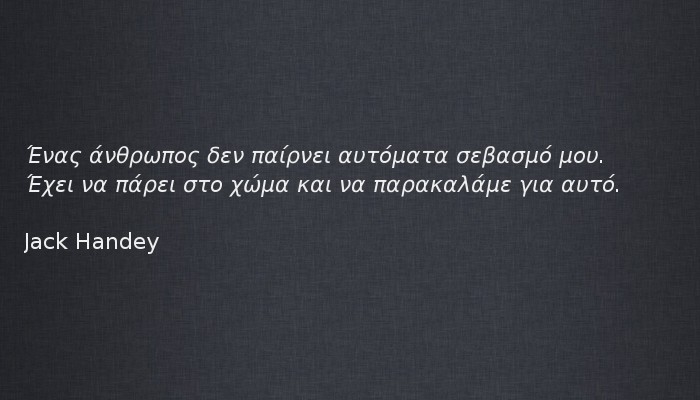 Ένας άνθρωπος δεν παίρνει αυτόματα σεβασμό μου.
Έχει να πάρει στο χώμα και να παρακαλάμε για αυτό.
Jack Handey